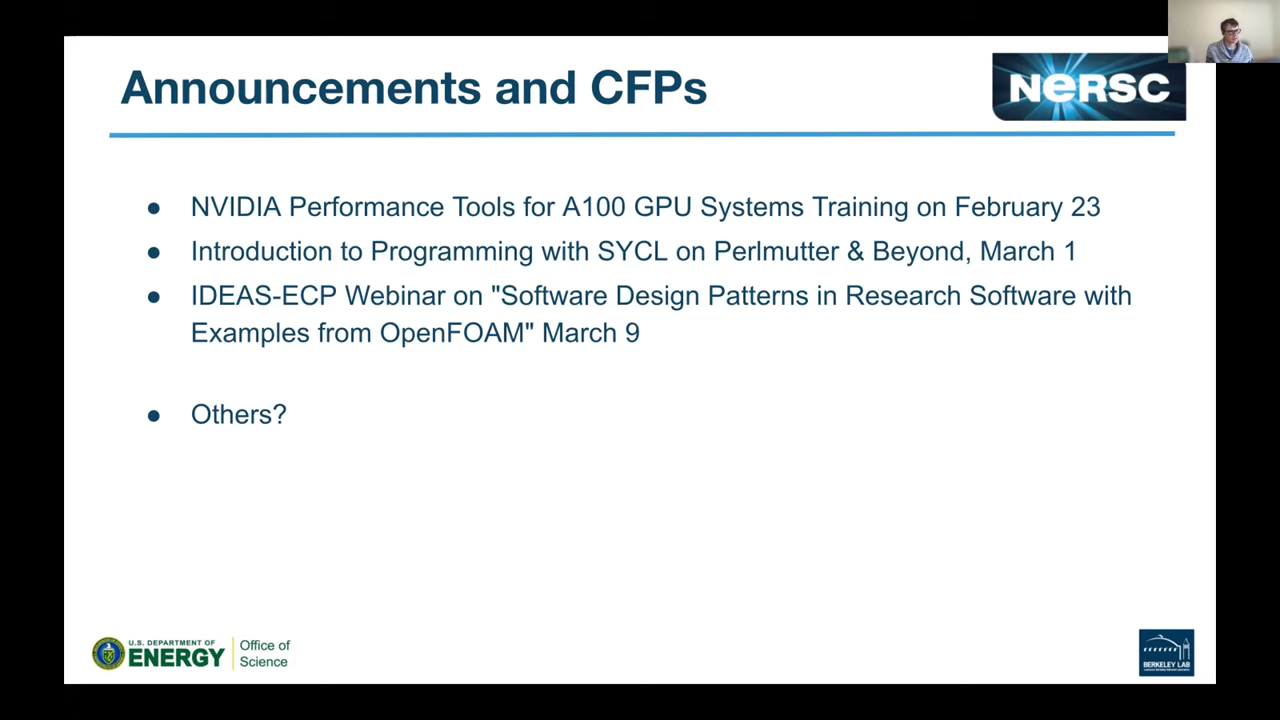 Announcements and CFPs
NERSC
● NVIDIA Performance Tools for A100 GPU Systems Training on February 23
● Introduction to Programming with SYCL on Perlmutter & Beyond, March 1
● IDEAS-ECP Webinar on "Software Design Patterns in Research Software with
Examples from OpenFOAM" March 9
● Others?
U.S. DEPARTMENT OF
ENERGY
Office of
Science
BERKELEY LAB